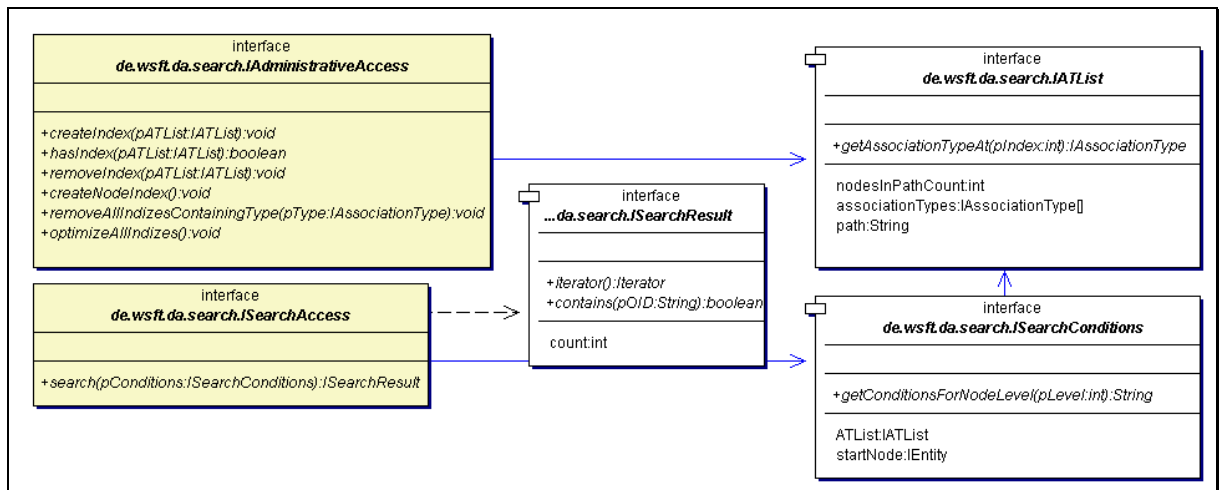 interface
de.wsft.da.search.IAdministrativeAccess
+createIndex(pATList:IATList):void
+hasIndex(pATList:IATList):boolean
+removeIndex(pATList:IATList):void
+createNodeIndex():void
+removeAllIndizesContainingType(pType:IAssociationType):void
+optimizeAllIndizes():void
interface
de.wsft.da.search.ISearchAccess
+search(pConditions:ISearchConditions):ISearchResult
interface
...da.search.ISearchResult
+iterator():Iterator
+contains(pOID:String):boolean
count:int
interface
de.wsft.da.search.IATList
+getAssociationTypeAt(pIndex:int):IAssociationType
nodesInPathCount:int
associationTypes:IAssociationType[]
path:String
interface
de.wsft.da.search.ISearchConditions
+getConditionsForNodeLevel(pLevel:int):String
ATList:IATList
startNode:IEntity